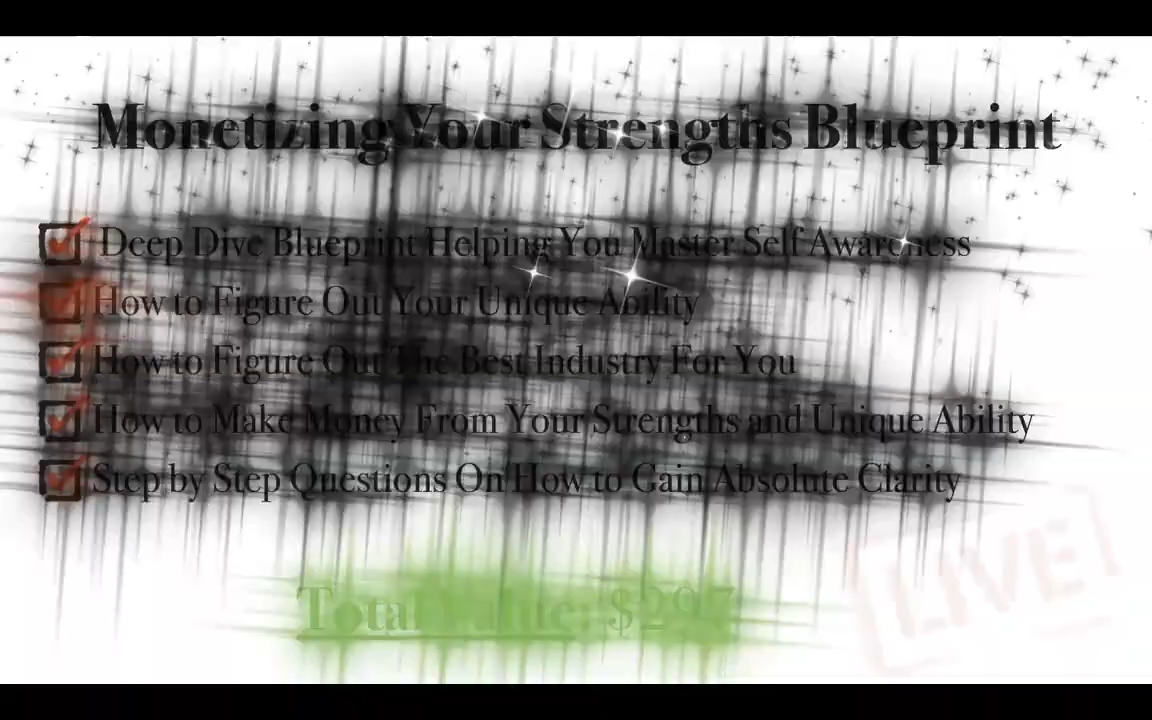 Monetizing Your Strengths Blueprint
Deep Dive Blueprint Helping You Master Self Awareness
How to Figure Out Your Unique Ability
How to Figure Out The Best Industry For You
How to Make Money From Your Strengths and Unique Ability
Step by Step Questions On How to Gain Absolute Clarity
Total Value: $297
LIVE